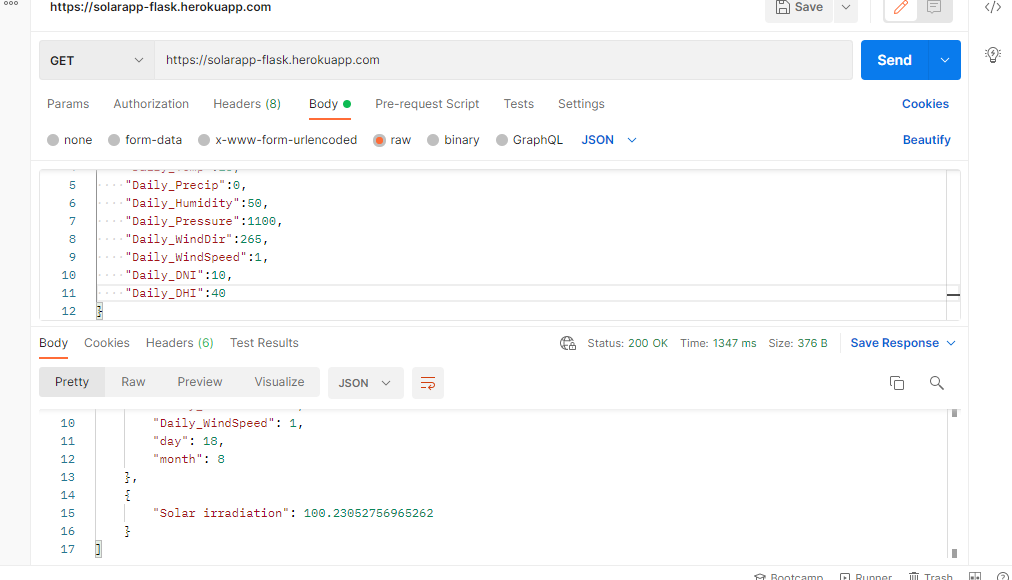 https://solarapp-flask.herokuapp.com
Save
GET
https://solarapp-flask.herokuapp.com
Send
Params Authorization Headers (8) Body Pre-request Script Tests Settings Cookies
none form-data x-www-form-urlencoded raw binary GraphQL JSON Beautify
5 "Daily_Precip":0,
6 "Daily_Humidity":50,
7 "Daily_Pressure":1100,
8 "Daily_WindDir":265,
9 "Daily_WindSpeed":1,
10 "Daily_DNI":10,
11 "Daily_DHI":40
12 }
Body Cookies Headers (6) Test Results Status: 200 OK Time: 1347 ms Size: 376 B Save Response
Pretty Raw Preview Visualize JSON
10 "Daily_WindSpeed": 1,
11 "day": 18,
12 "month": 8
13 },
14 {
15 "Solar irradiation": 100.23052756965262
16 }
17 ]
Bootcamp Runner Trash